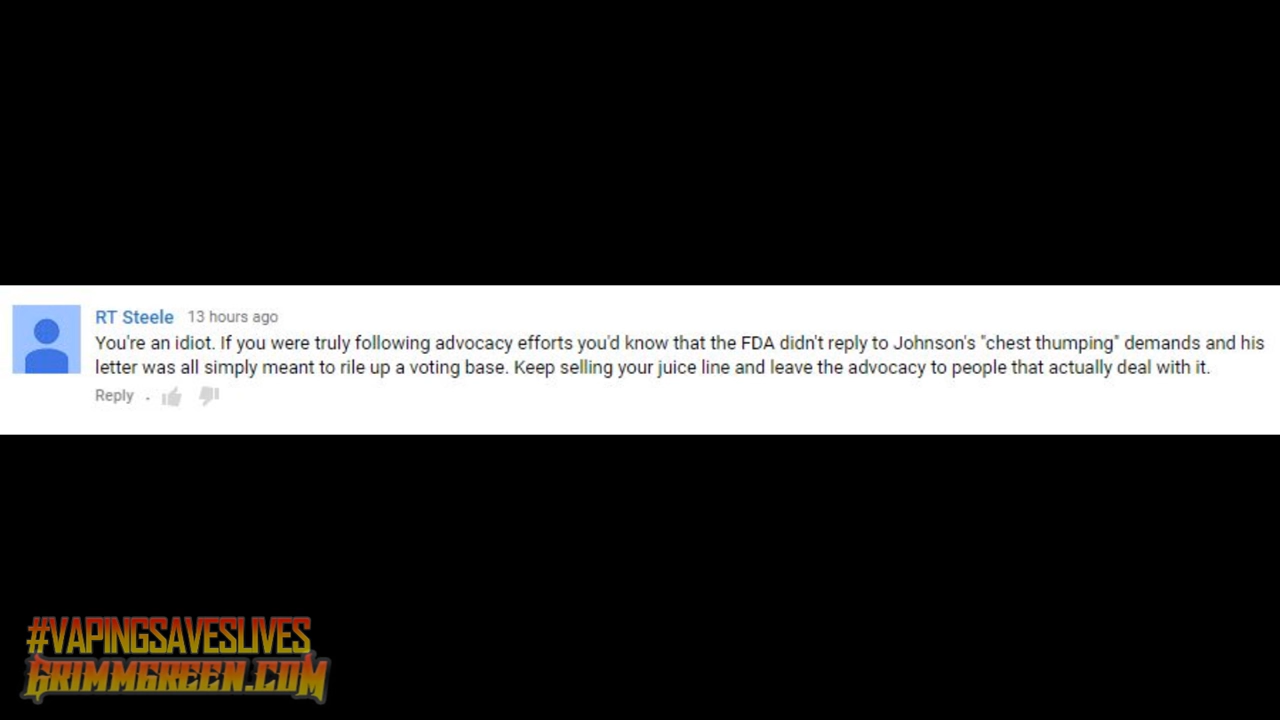 RT Steele 13 hours ago
You're an idiot. If you were truly following advocacy efforts you'd know that the FDA didn't reply to Johnson's "chest thumping" demands and his
letter was all simply meant to rile up a voting base. Keep selling your juice line and leave the advocacy to people that actually deal with it.
Reply .
#VAPINGSAVESLIVES
GRIMMGREEN.COM